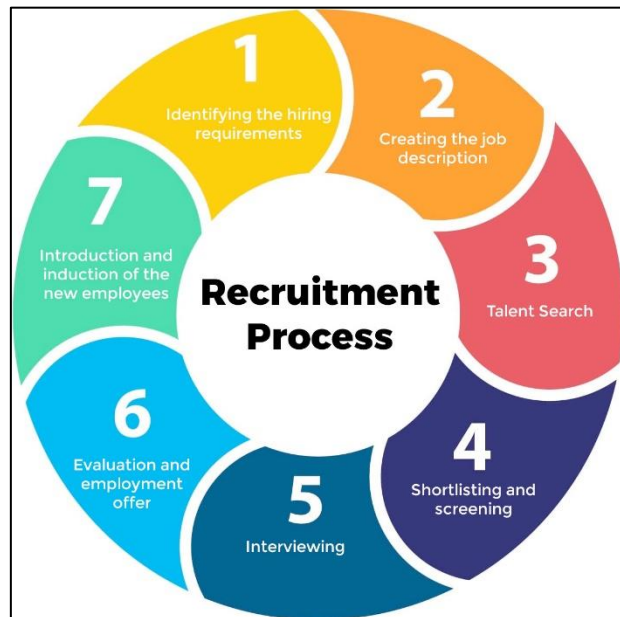 1
Identifying the hiring
requirements
2
Creating the job
description
3
Talent Search
4
Shortlisting and
screening
5
Interviewing
6
Evaluation and
employment
offer
7
Introduction and
induction of the
new employees
Recruitment
Process